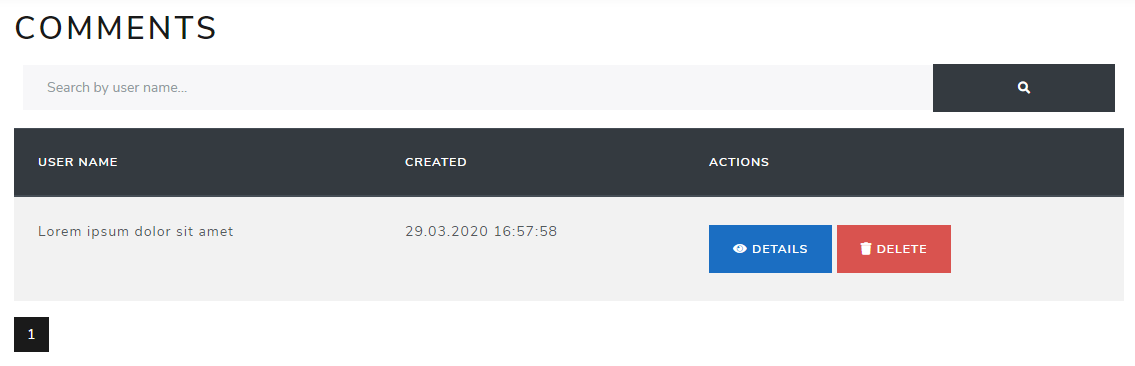 COMMENTS
Search by user name...
USER NAME CREATED ACTIONS
Lorem ipsum dolor sit amet 29.03.2020 16:57:58 DETAILS DELETE
1